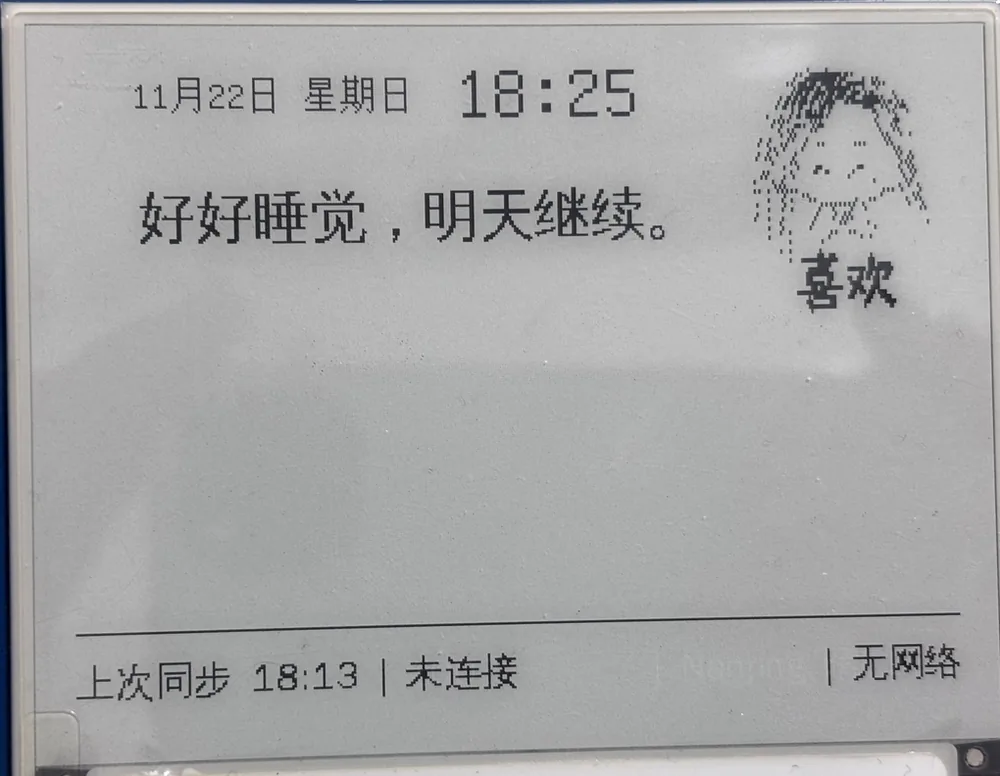 11月22日 星期日 18:25
好好睡觉，明天继续。
喜欢
上次同步 18:13 | 未连接 | 无网络